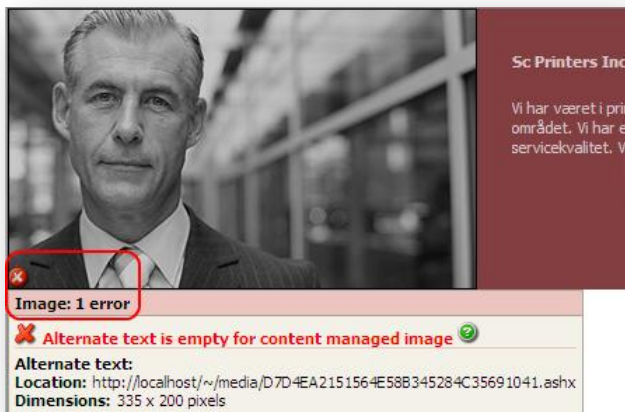 Sc Printers Inc
Vi har været i
området. Vi har
servicekvalitet.
Image: 1 error
Alternate text is empty for content managed image
Alternate text:
Location: http://localhost/~/media/D7D4EA2151564E58B345284C35691041.ashx
Dimensions: 335 x 200 pixels